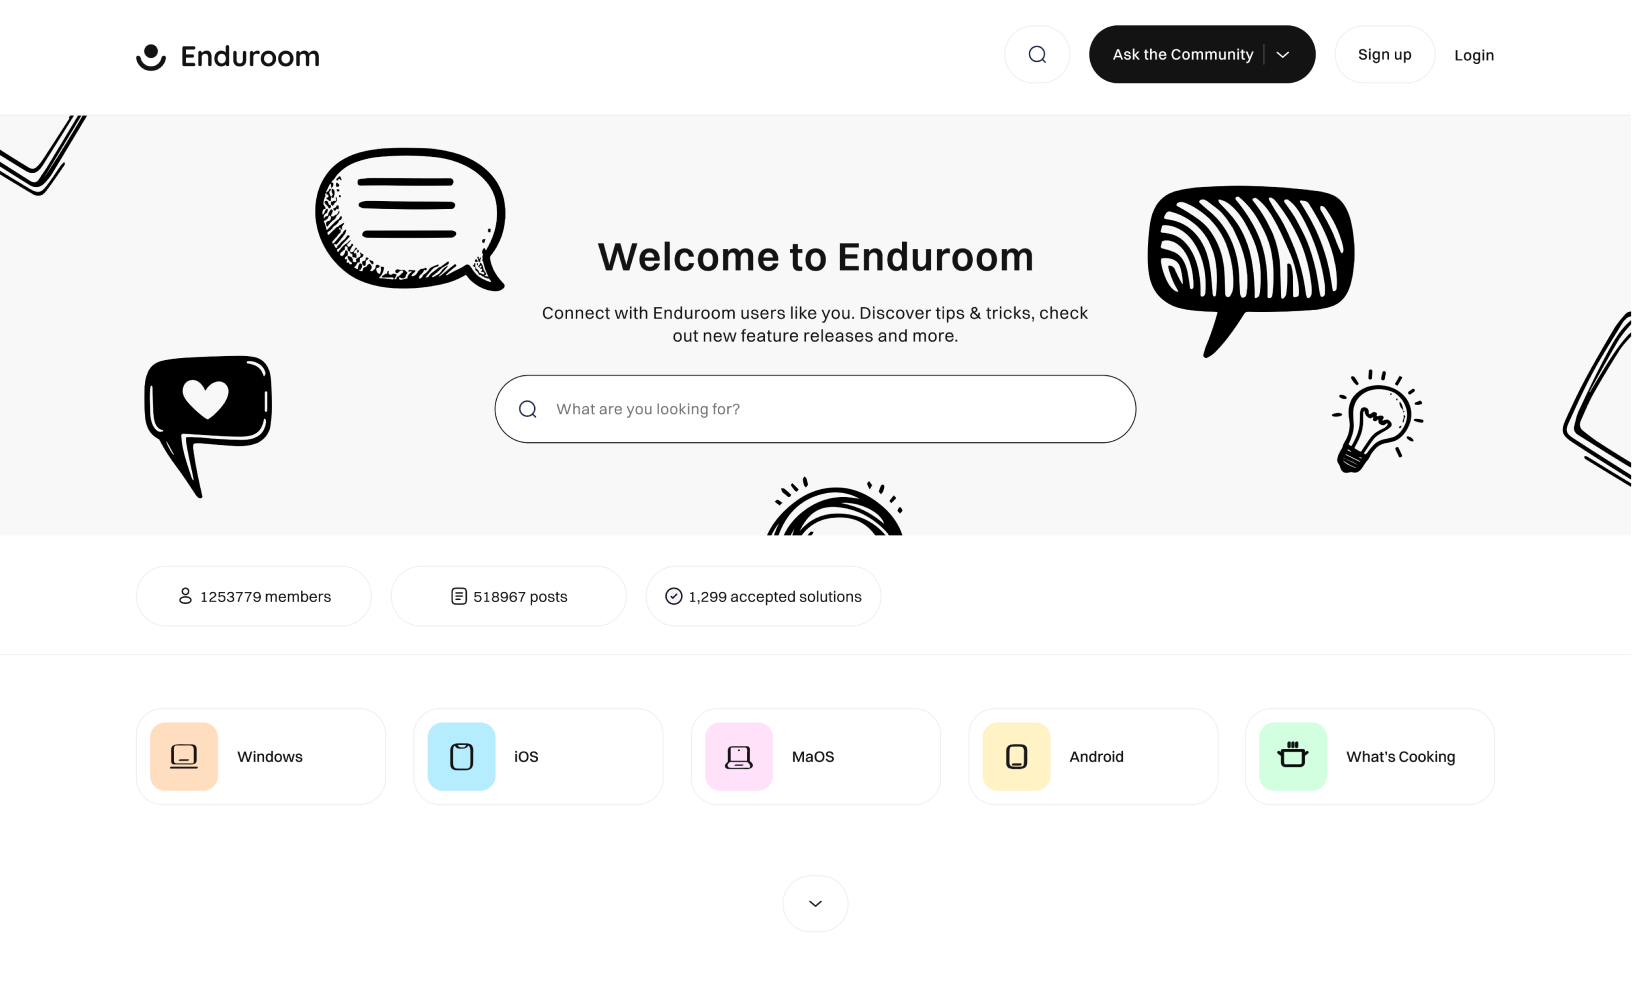 Enduroom
Ask the Community
Sign up
Login
Welcome to Enduroom
Connect with Enduroom users like you. Discover tips & tricks, check
out new feature releases and more.
What are you looking for?
1253779 members
518967 posts
1,299 accepted solutions
Windows
iOS
MaOS
Android
What's Cooking